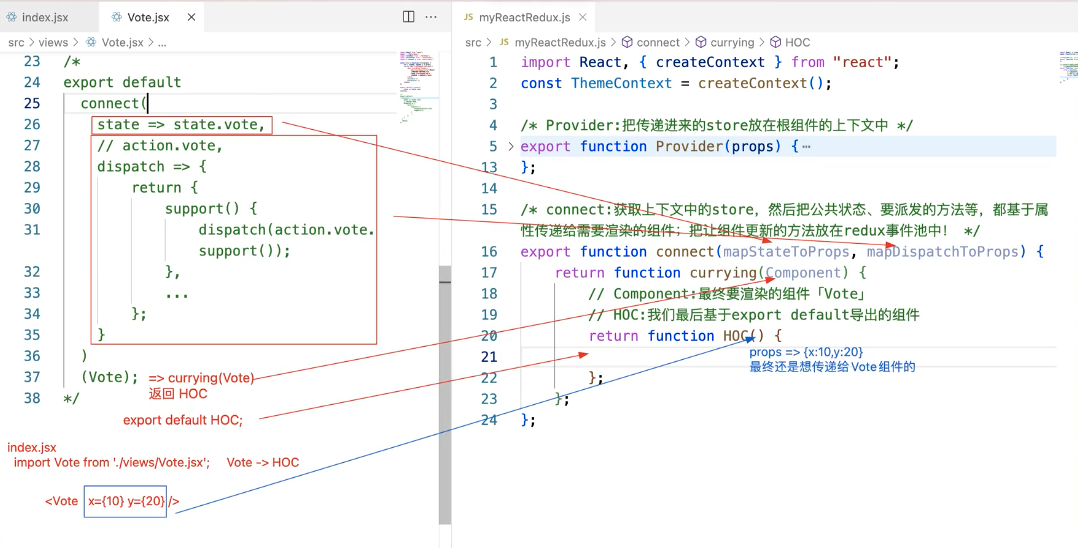 index.jsx
Vote.jsx
src > views > Vote.jsx > ...
23 /*
24 export default
25 connect(
26 state => state.vote,
27 // action.vote,
28 dispatch => {
29 return {
30 support() {
31 dispatch(action.vote.
support());
32 },
33 ...
34 };
35 }
36 )
37 (Vote); => currying(Vote)
返回 HOC
38 */
export default HOC;
index.jsx
import Vote from './views/Vote.jsx'; Vote -> HOC
<Vote x={10} y={20} />
JS myReactRedux.js
src > JS myReactRedux.js > connect > currying > HOC
1 import React, { createContext } from "react";
2 const ThemeContext = createContext();
3
4 /* Provider:把传递进来的store放在根组件的上下文中 */
5 export function Provider(props) {…
13 };
14
15 /* connect:获取上下文中的store，然后把公共状态、要派发的方法等，都基于属
性传递给需要渲染的组件；把让组件更新的方法放在redux事件池中！ */
16 export function connect(mapStateToProps, mapDispatchToProps) {
17 return function currying(Component) {
18 // Component:最终要渲染的组件「Vote」
19 // HOC:我们最后基于export default导出的组件
20 return function HOC() {
21 props => {x:10,y:20}
最终还是想传递给Vote组件的
22 };
23 };
24 };